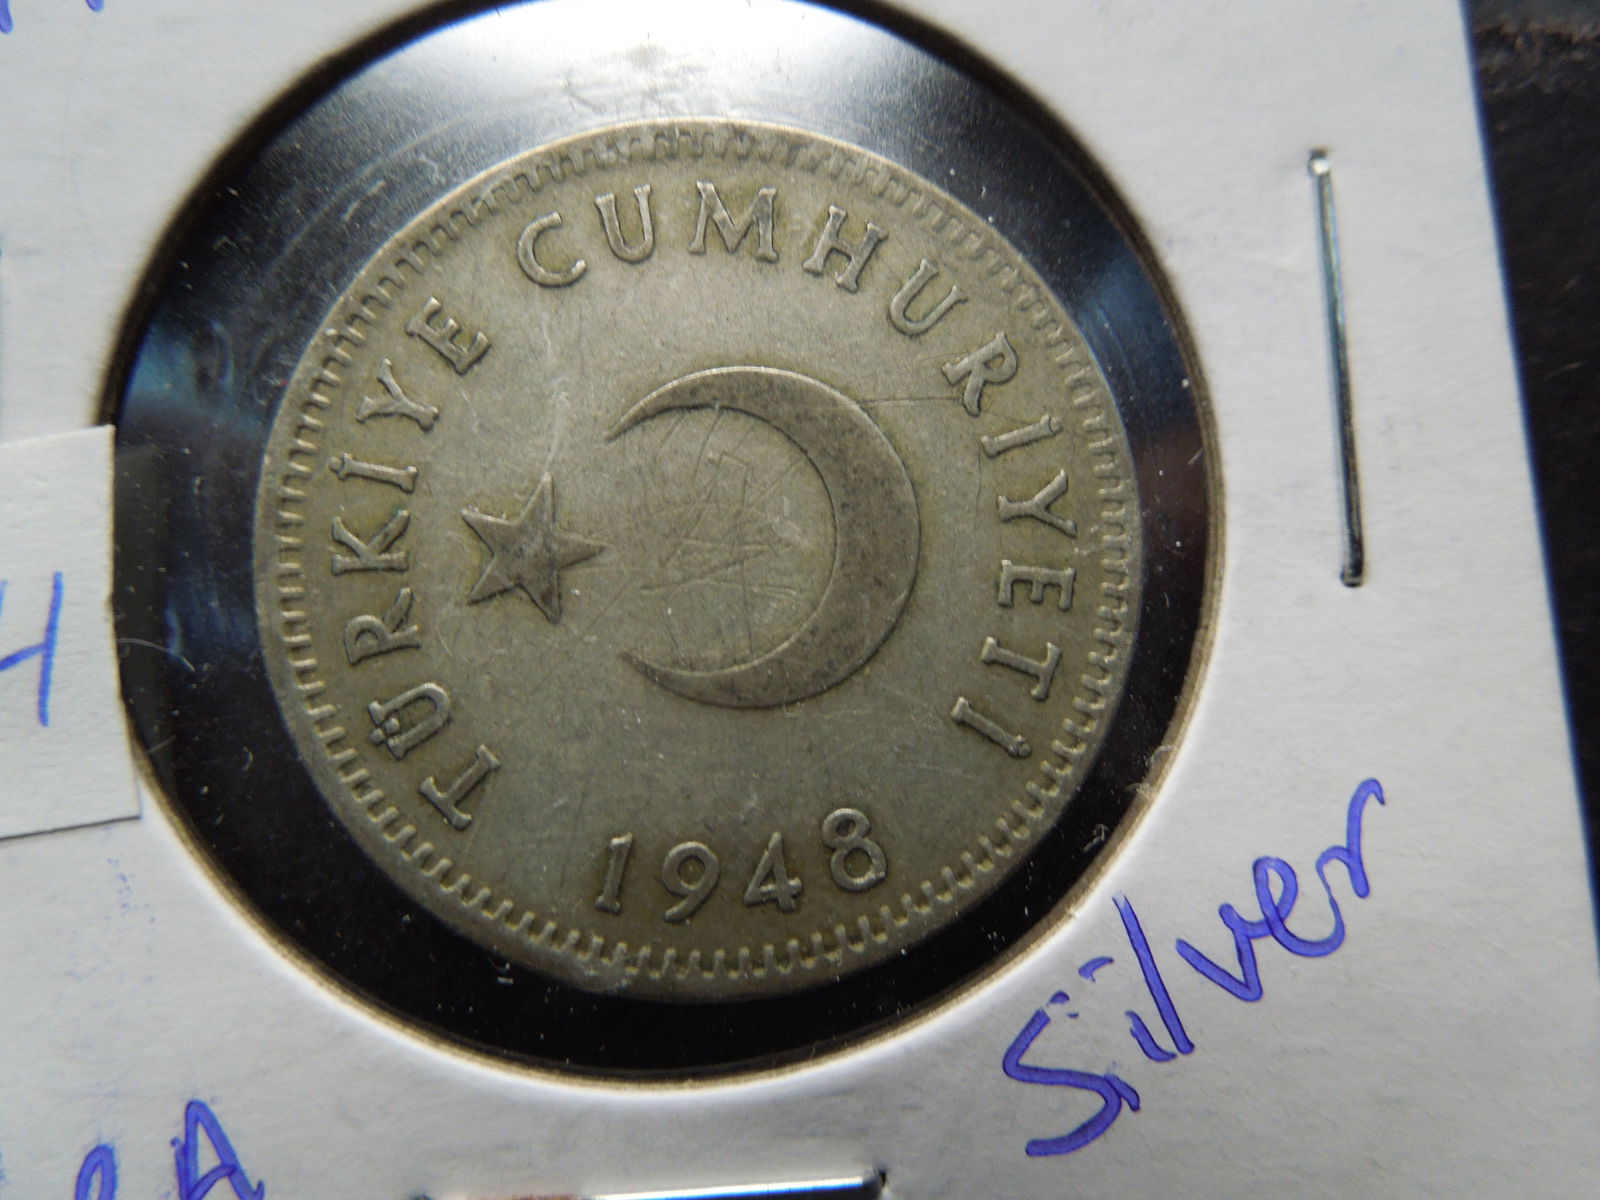 TÜRKİYE CUMHURİYETİ
1948
Silver